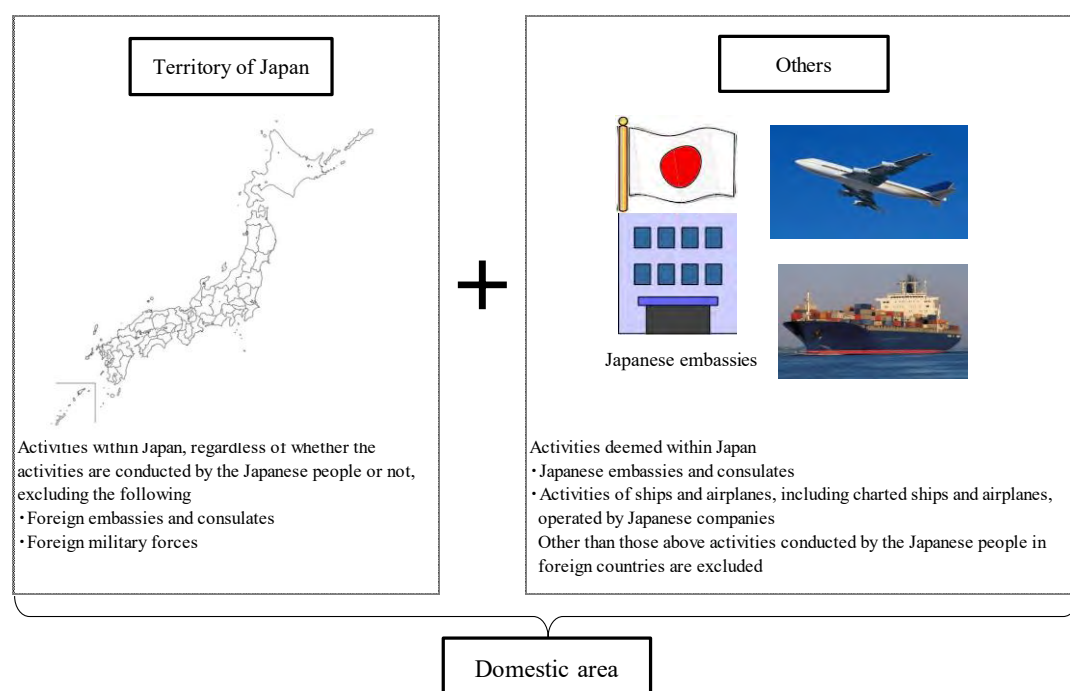 Territory of Japan
Activities within Japan, regardless of whether the
activities are conducted by the Japanese people or not,
excluding the following
・Foreign embassies and consulates
・Foreign military forces
+
Others
Japanese embassies
Activities deemed within Japan
・Japanese embassies and consulates
・Activities of ships and airplanes, including charted ships and airplanes,
operated by Japanese companies
Other than those above activities conducted by the Japanese people in
foreign countries are excluded
Domestic area